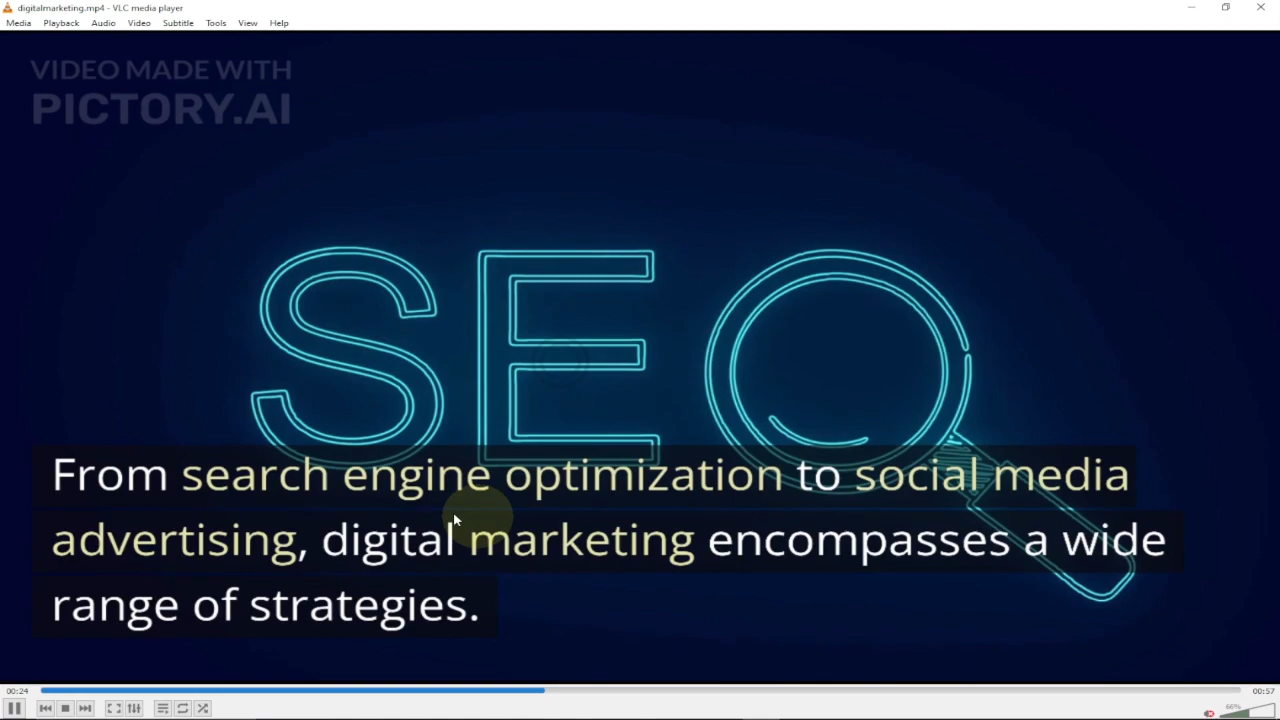 digitalmarketing.mp4 - VLC media player
Media Playback Audio Video Subtitle Tools View Help
VIDEO MADE WITH
PICTORY.AI
SEO
From search engine optimization to social media
advertising, digital marketing encompasses a wide
range of strategies.
00:24 00:57
66%